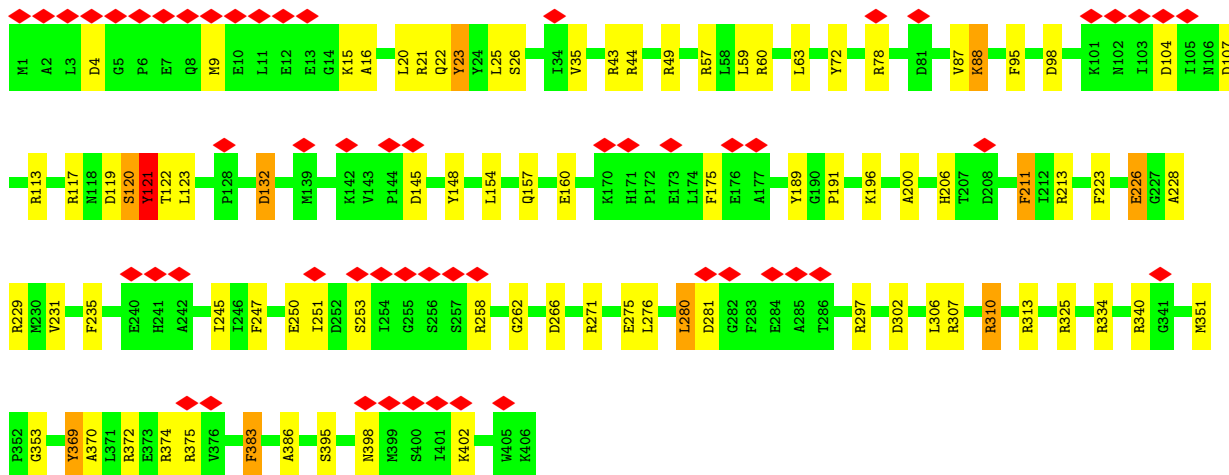 M1 A2 L3 D4 G5 P6 E7 Q8 M9 E10 L11 E12 E13 G14 K15 A16 L20 R21 Q22 Y23 Y24 L25 S26 I34 V35 R43 R44 R49 R57 L58 L59 R60 L63 Y72 R78 D81 V87 K88 F95 D98 K101 N102 I103 D104 I105 N106 D107
R113 R117 N118 D119 S120 Y121 T122 L123 P128 D132 M139 K142 V143 P144 D145 Y148 L154 Q157 E160 K170 H171 P172 E173 L174 F175 E176 A177 Y189 G190 P191 K196 A200 H206 T207 D208 F211 I212 R213 F223 E226 G227 A228
R229 M230 V231 F235 E240 H241 A242 I245 I246 F247 E250 I251 D252 S253 I254 G255 S256 S257 R258 G262 D266 R271 E275 L276 L280 D281 G282 F283 E284 A285 T286 R297 D302 L306 R307 R310 R313 R325 R334 R340 G341 M351
P352 G353 Y369 A370 L371 R372 E373 R374 R375 V376 F383 A386 S395 N398 M399 S400 I401 K402 W405 K406